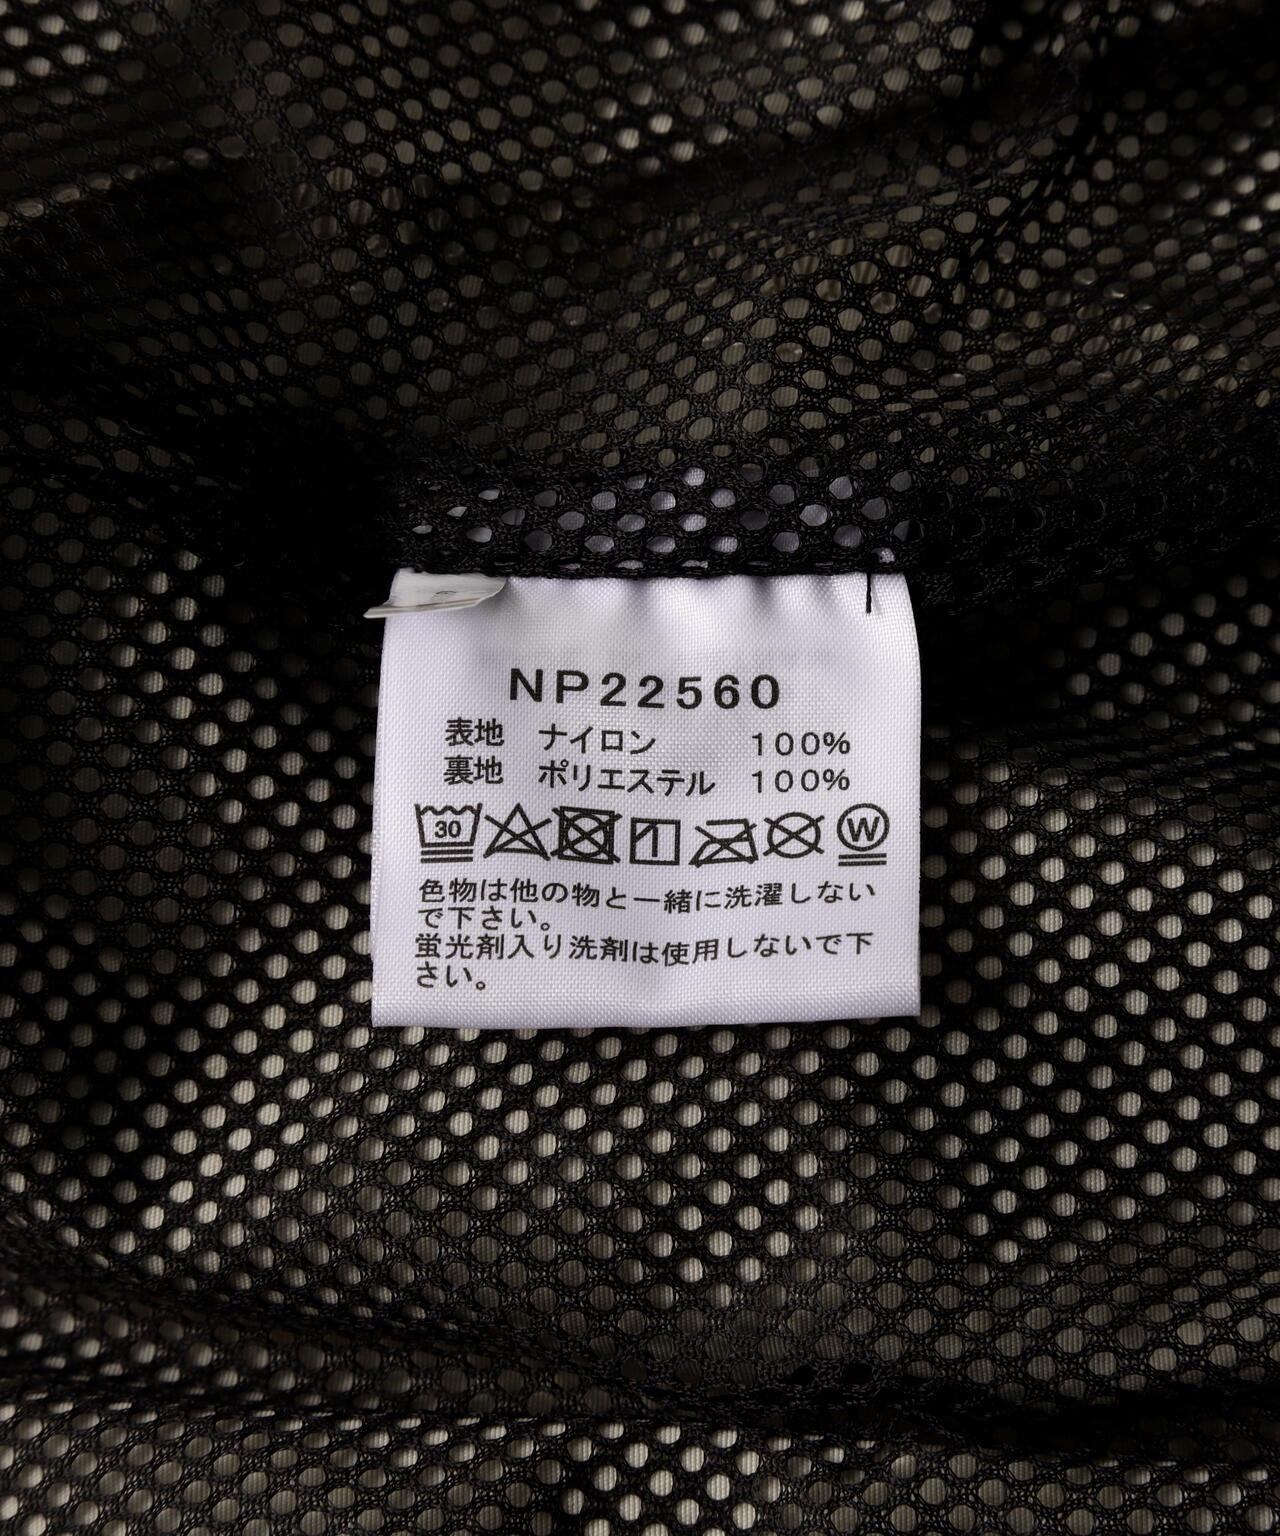 NP22560
表地 ナイロン 100%
裏地 ポリエステル 100%
30 W
色物は他の物と一緒に洗濯しない
で下さい。
蛍光剤入り洗剤は使用しないで下
さい。